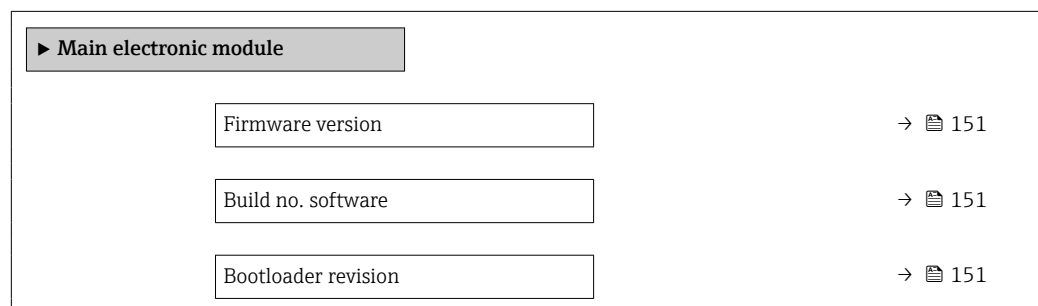 ▶ Main electronic module
Firmware version → 151
Build no. software → 151
Bootloader revision → 151